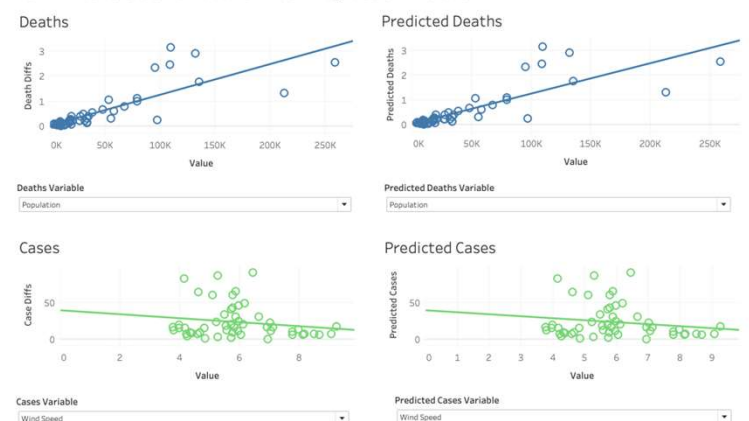 Deaths
Death Diffs
3
2
1
0
0K 50K 100K 150K 200K 250K
Value
Deaths Variable
Population
Predicted Deaths
Predicted Deaths
3
2
1
0
0K 50K 100K 150K 200K 250K
Value
Predicted Deaths Variable
Population
Cases
Case Diffs
50
0
0 2 4 6 8
Value
Cases Variable
Wind Speed
Predicted Cases
Predicted Cases
50
0
0 1 2 3 4 5 6 7 8 9
Value
Predicted Cases Variable
Wind Speed